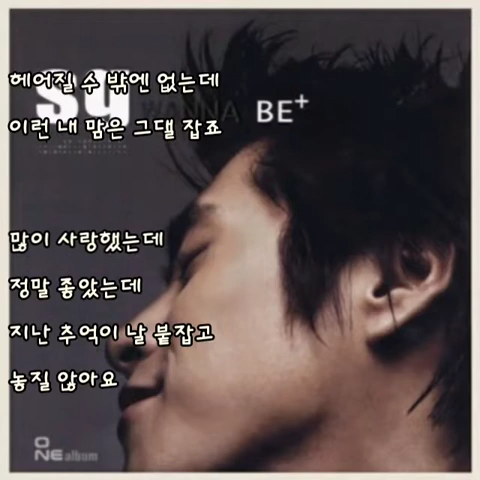 헤어질 수 밖엔 없는데
sg WANNA BE+
이런 내 맘은 그댈 잡죠
많이 사랑했는데
정말 좋았는데
지난 추억이 날 붙잡고
놓질 않아요
ONE album